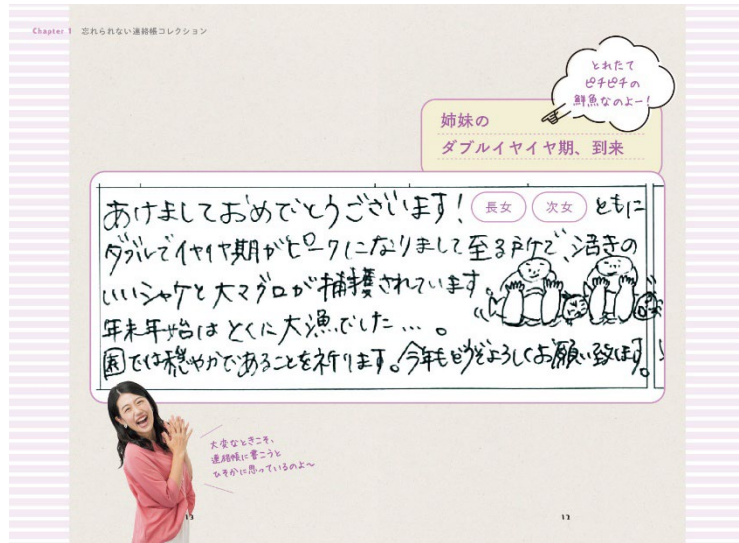 Chapter 1 忘れられない連絡帳コレクション
とれたて
ピチピチの
鮮魚なのよー!
姉妹の
ダブルイヤイヤ期、到来
あけましておめでとうございます! 長女 次女 ともに
ダブルでイヤイヤ期がピークになりまして至る所で、活きの
いいシャケと大マグロが捕獲されています。
年末年始はとくに大漁でした…。
園では穏やかであることを祈ります。今年もどうぞよろしくお願い致します。
大変なときこそ、
連絡帳に書こうと
ひそかに思っているのよ〜
13
12